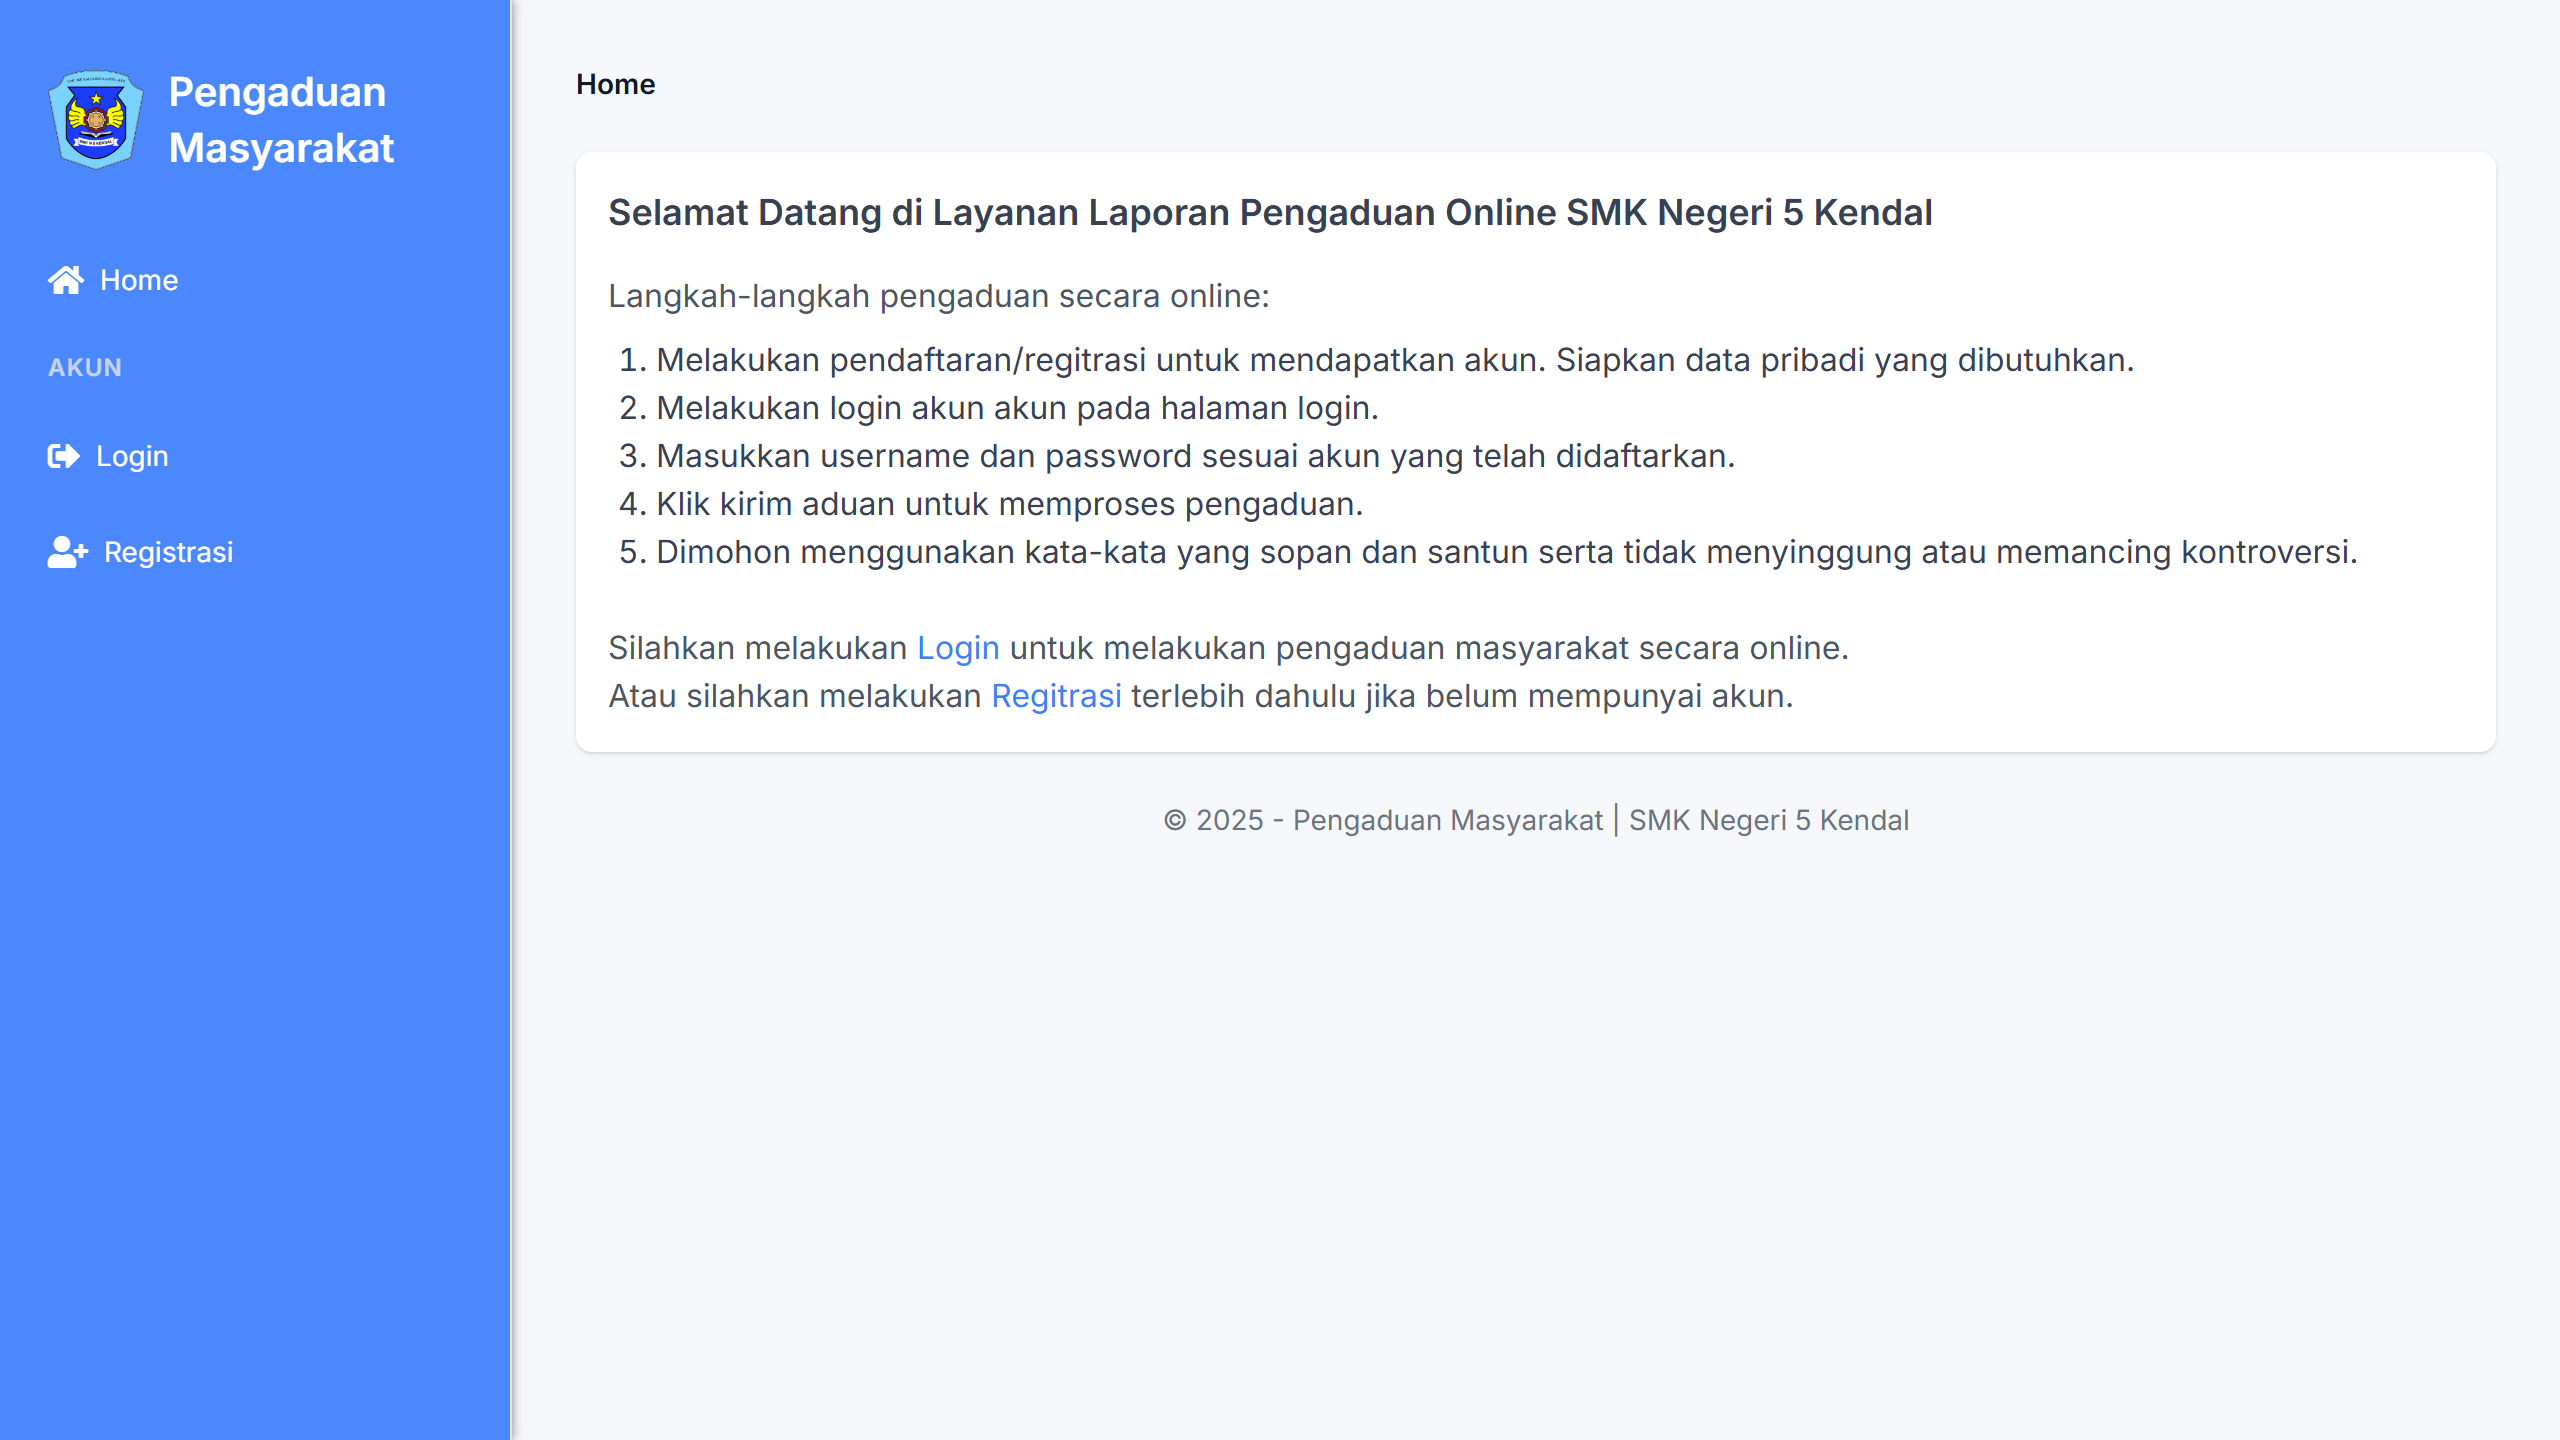 Pengaduan
Masyarakat
Home
AKUN
Login
Registrasi
Home
Selamat Datang di Layanan Laporan Pengaduan Online SMK Negeri 5 Kendal
Langkah-langkah pengaduan secara online:
1. Melakukan pendaftaran/regitrasi untuk mendapatkan akun. Siapkan data pribadi yang dibutuhkan.
2. Melakukan login akun akun pada halaman login.
3. Masukkan username dan password sesuai akun yang telah didaftarkan.
4. Klik kirim aduan untuk memproses pengaduan.
5. Dimohon menggunakan kata-kata yang sopan dan santun serta tidak menyinggung atau memancing kontroversi.
Silahkan melakukan Login untuk melakukan pengaduan masyarakat secara online.
Atau silahkan melakukan Regitrasi terlebih dahulu jika belum mempunyai akun.
© 2025 - Pengaduan Masyarakat | SMK Negeri 5 Kendal